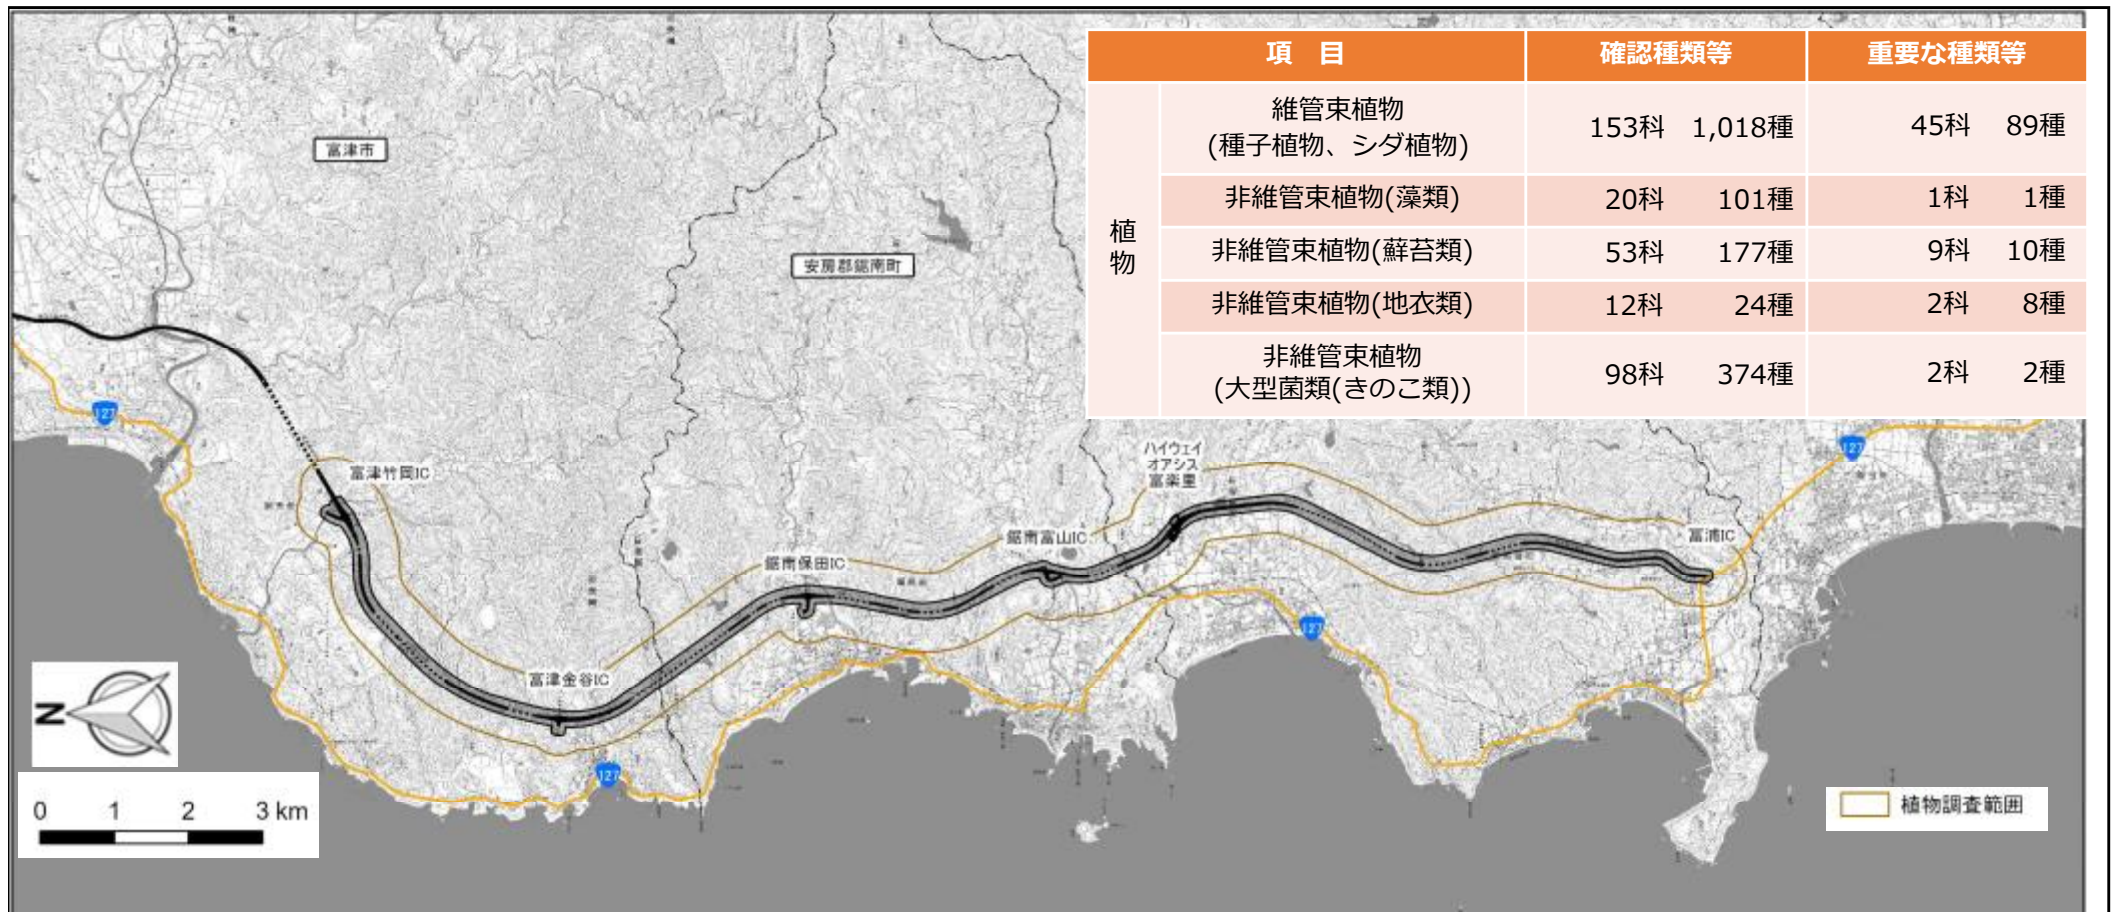 項　目
確認種類等
重要な種類等
植物
維管束植物
(種子植物、シダ植物)
153科 1,018種
45科 89種
非維管束植物(藻類)
20科 101種
1科 1種
非維管束植物(蘚苔類)
53科 177種
9科 10種
非維管束植物(地衣類)
12科 24種
2科 8種
非維管束植物
(大型菌類(きのこ類))
98科 374種
2科 2種
富津市
安房郡鋸南町
127
富津竹岡IC
富津金谷IC
鋸南保田IC
鋸南富山IC
ハイウェイ
オアシス
富楽里
富浦IC
127
127
127
N
0 1 2 3 km
植物調査範囲